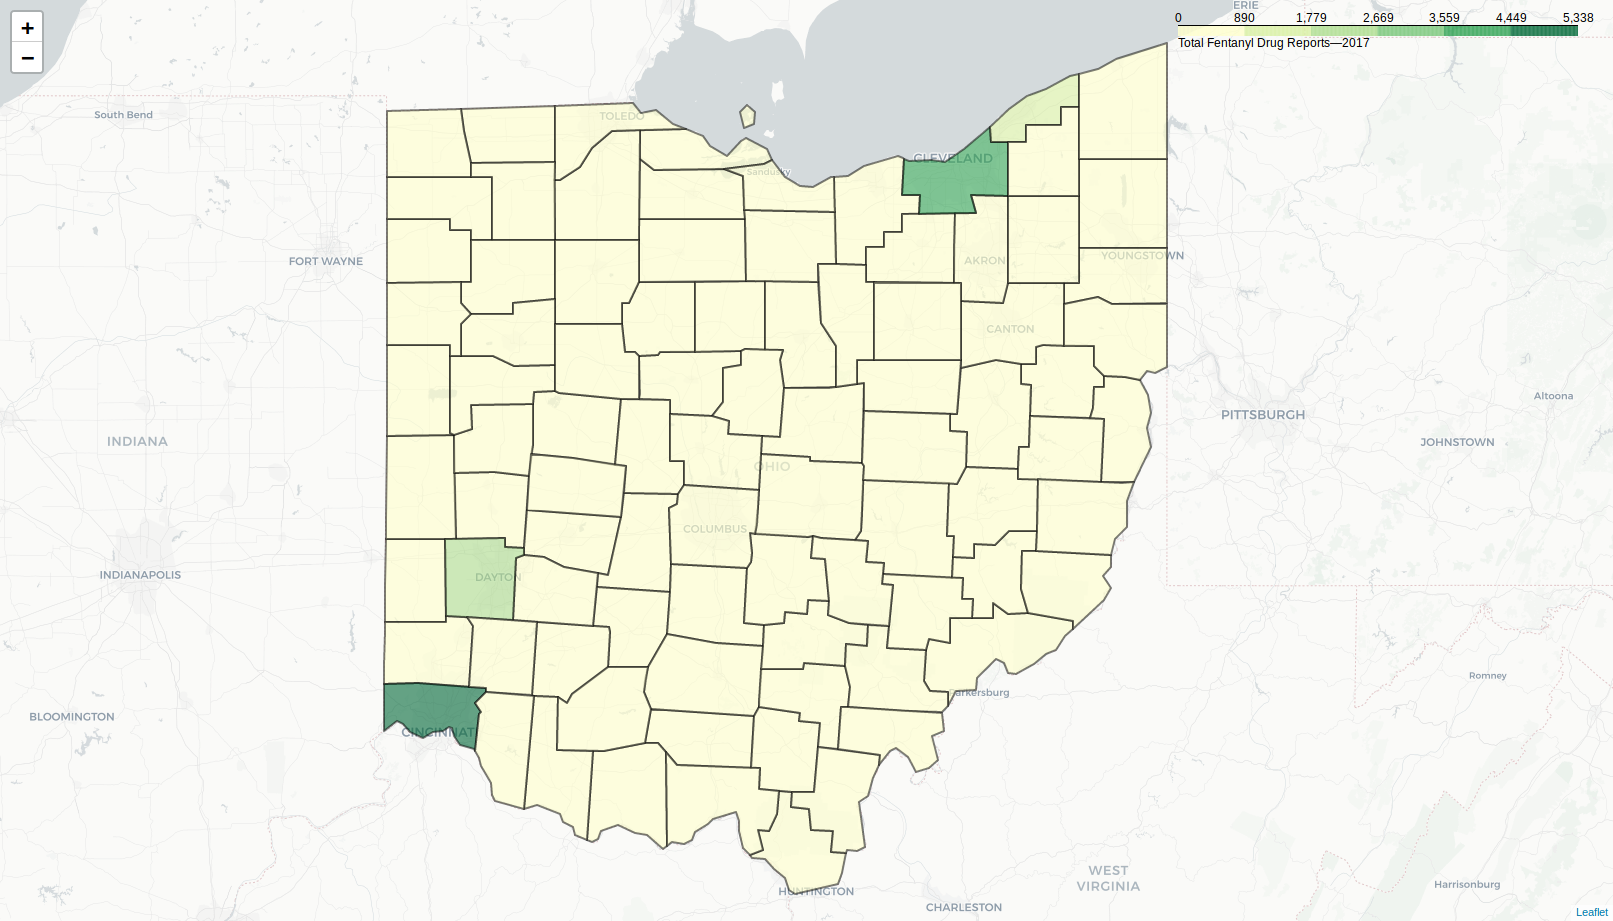 +
−
ERIE
0 890 1,779 2,669 3,559 4,449 5,338
Total Fentanyl Drug Reports—2017
South Bend
TOLEDO
CLEVELAND
Sandusky
FORT WAYNE
AKRON
YOUNGSTOWN
CANTON
PITTSBURGH
Altoona
INDIANA
JOHNSTOWN
OHIO
COLUMBUS
INDIANAPOLIS
DAYTON
Romney
arkersburg
BLOOMINGTON
CINCINNAT
WEST
VIRGINIA
Harrisonburg
HUNTINGTON
CHARLESTON
Leaflet